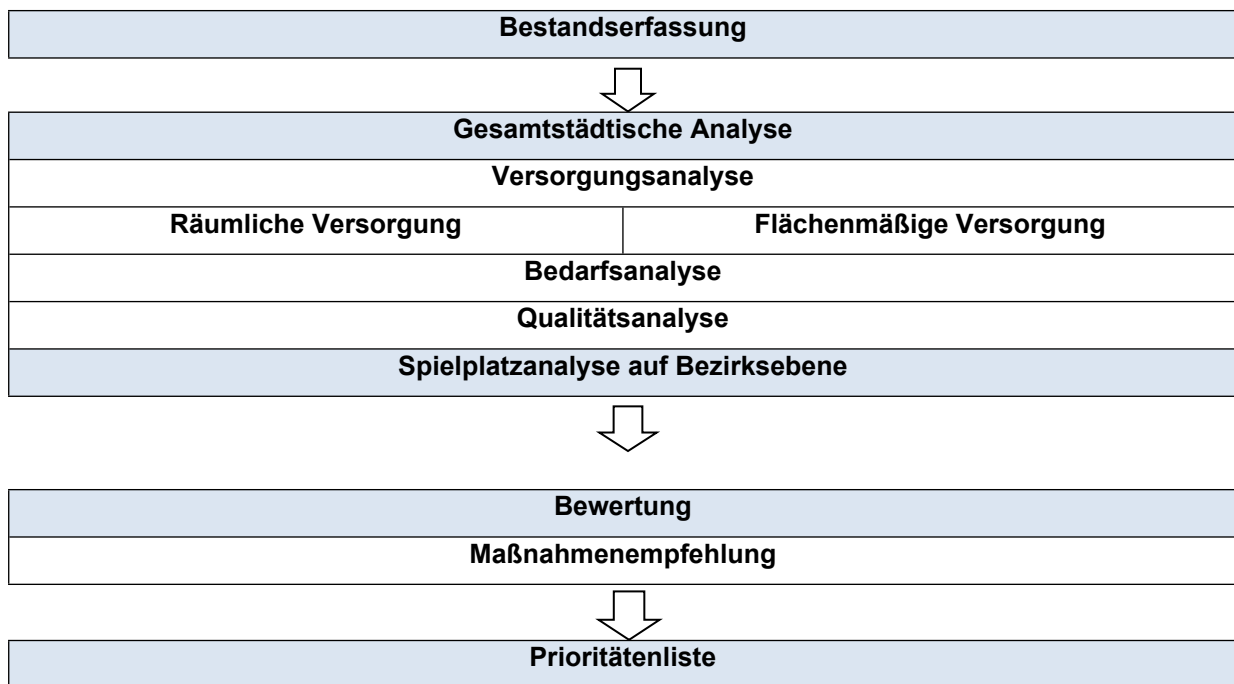 Bestandserfassung
Gesamtstädtische Analyse
Versorgungsanalyse
Räumliche Versorgung
Flächenmäßige Versorgung
Bedarfsanalyse
Qualitätsanalyse
Spielplatzanalyse auf Bezirksebene
Bewertung
Maßnahmenempfehlung
Prioritätenliste